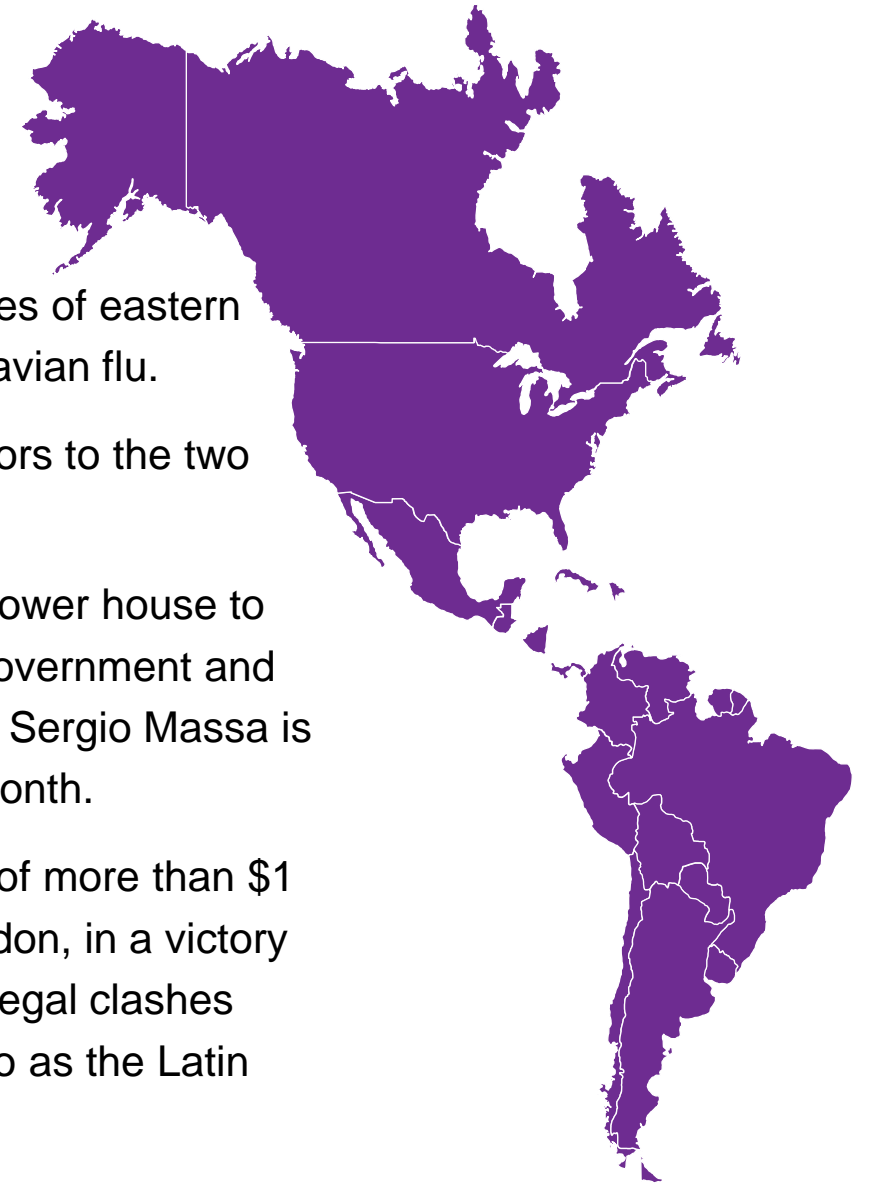 es of eastern
avian flu.
ors to the two
ower house to
overnment and
Sergio Massa is
onth.
of more than $1
don, in a victory
egal clashes
o as the Latin